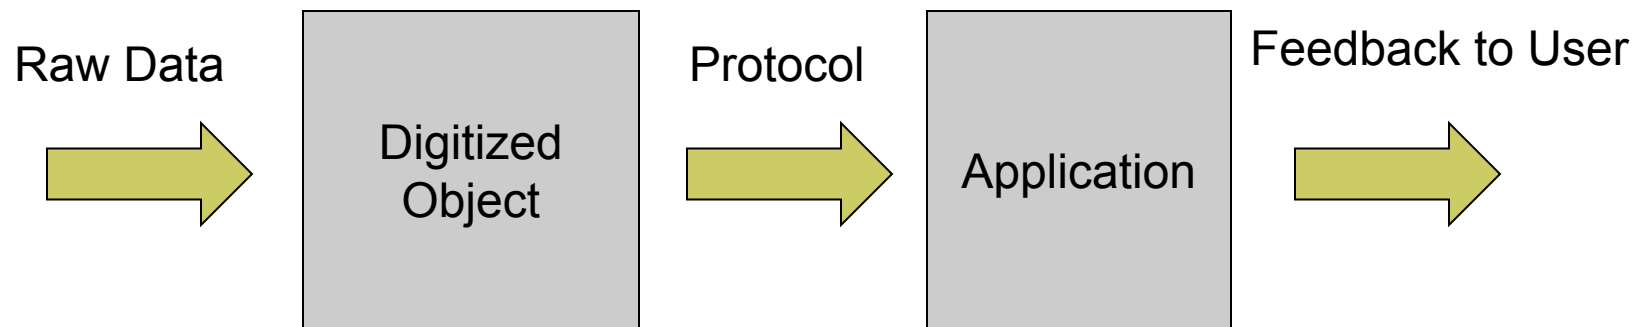 Raw Data
Digitized
Object
Protocol
Application
Feedback to User